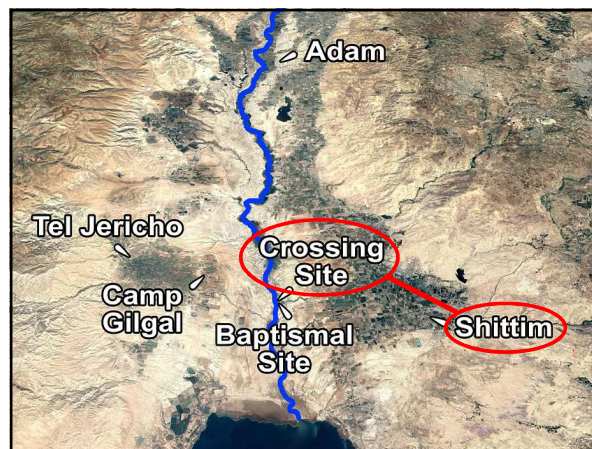 Adam
Tel Jericho
Crossing
Site
Camp
Gilgal
Baptismal
Site
Shittim